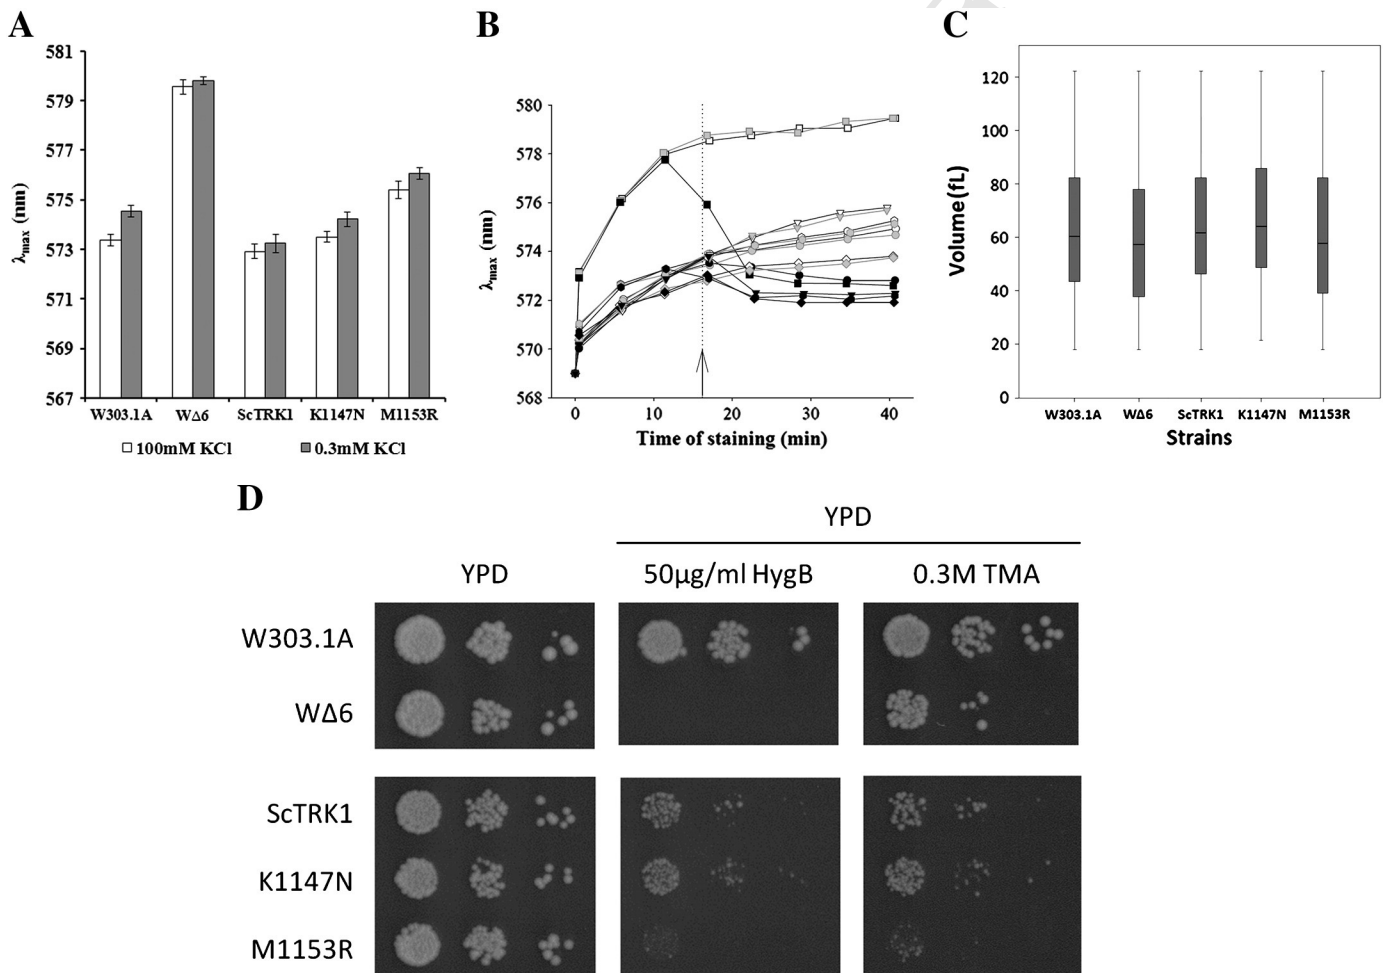 A
581
579
577
575
573
571
569
567
λmax (nm)
W303.1A WΔ6 ScTRK1 K1147N M1153R
100mM KCl 0.3mM KCl
B
580
578
576
574
572
570
568
λmax (nm)
0 10 20 30 40
Time of staining (min)
C
120
100
80
60
40
20
0
Volume(fL)
W303.1A WΔ6 ScTRK1 K1147N M1153R
Strains
D
YPD
YPD 50μg/ml HygB 0.3M TMA
W303.1A
WΔ6
ScTRK1
K1147N
M1153R